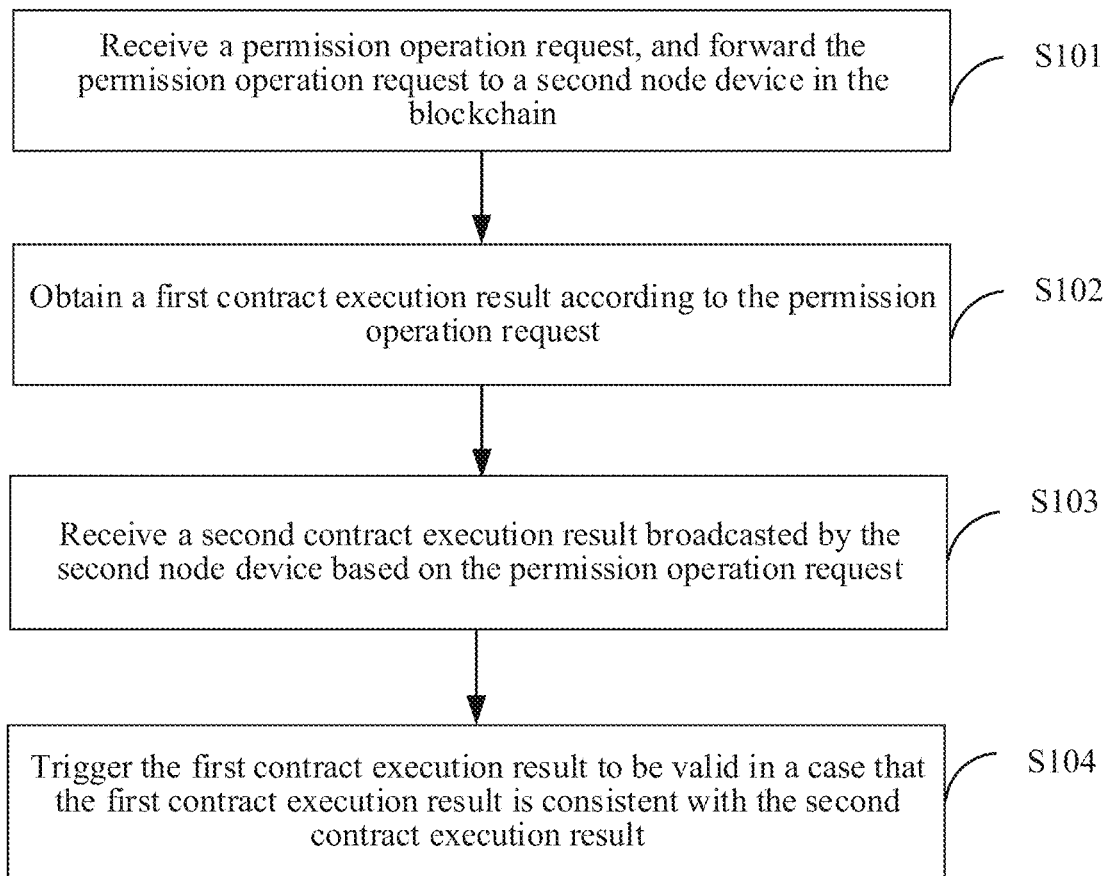 Receive a permission operation request, and forward the
permission operation request to a second node device in the
blockchain
S101
Obtain a first contract execution result according to the permission
operation request
S102
Receive a second contract execution result broadcasted by the
second node device based on the permission operation request
S103
Trigger the first contract execution result to be valid in a case that
the first contract execution result is consistent with the second
contract execution result
S104